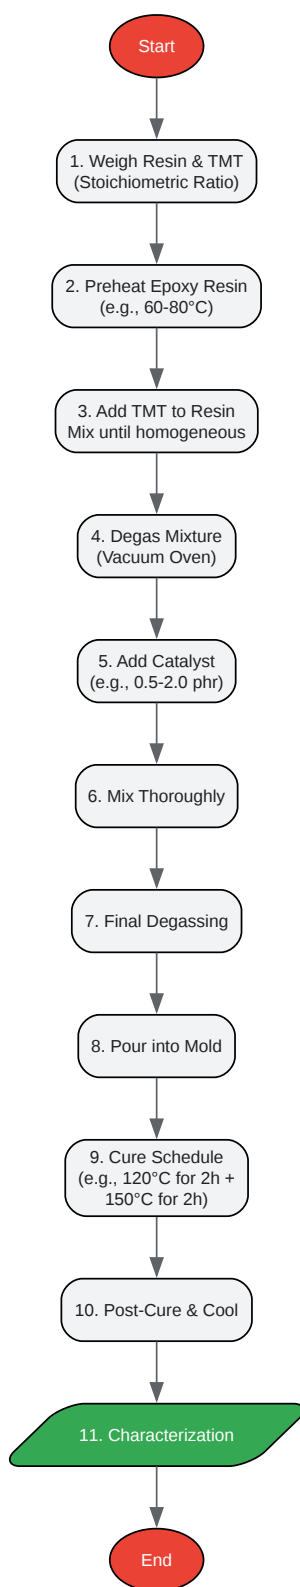 Start
1. Weigh Resin & TMT
(Stoichiometric Ratio)
2. Preheat Epoxy Resin
(e.g., 60-80°C)
3. Add TMT to Resin
Mix until homogeneous
4. Degas Mixture
(Vacuum Oven)
5. Add Catalyst
(e.g., 0.5-2.0 phr)
6. Mix Thoroughly
7. Final Degassing
8. Pour into Mold
9. Cure Schedule
(e.g., 120°C for 2h +
150°C for 2h)
10. Post-Cure & Cool
11. Characterization
End